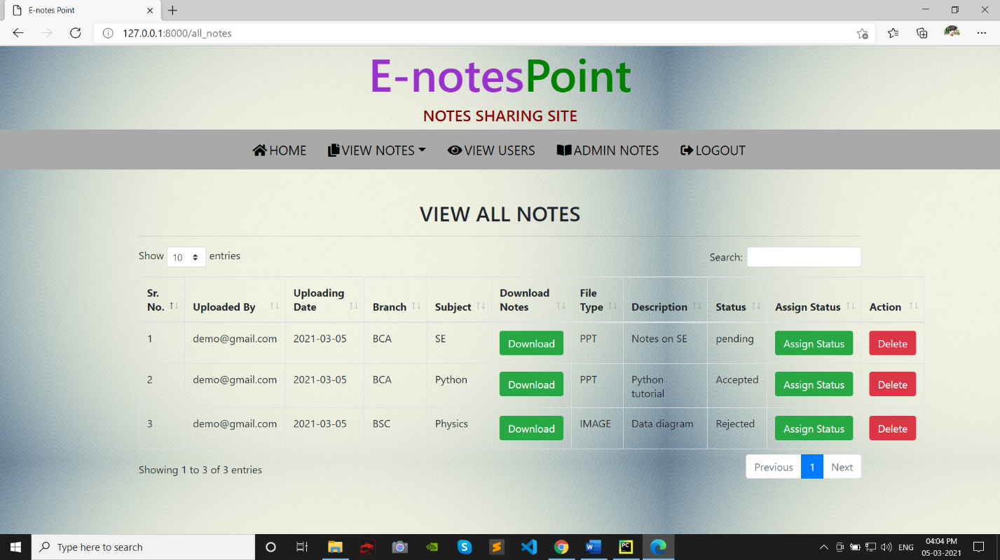 E-notes Point
127.0.0.1:8000/all_notes
E-notesPoint
NOTES SHARING SITE
HOME VIEW NOTES VIEW USERS ADMIN NOTES LOGOUT
VIEW ALL NOTES
Show 10 entries Search:
Sr. No. Uploaded By Uploading Date Branch Subject Download Notes File Type Description Status Assign Status Action
1 demo@gmail.com 2021-03-05 BCA SE Download PPT Notes on SE pending Assign Status Delete
2 demo@gmail.com 2021-03-05 BCA Python Download PPT Python tutorial Accepted Assign Status Delete
3 demo@gmail.com 2021-03-05 BSC Physics Download IMAGE Data diagram Rejected Assign Status Delete
Showing 1 to 3 of 3 entries Previous 1 Next
Type here to search ENG 04:04 PM
05-03-2021